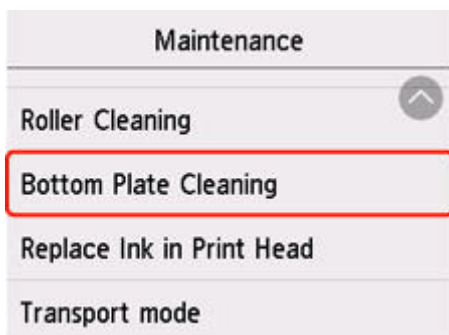 Maintenance
Roller Cleaning
Bottom Plate Cleaning
Replace Ink in Print Head
Transport mode